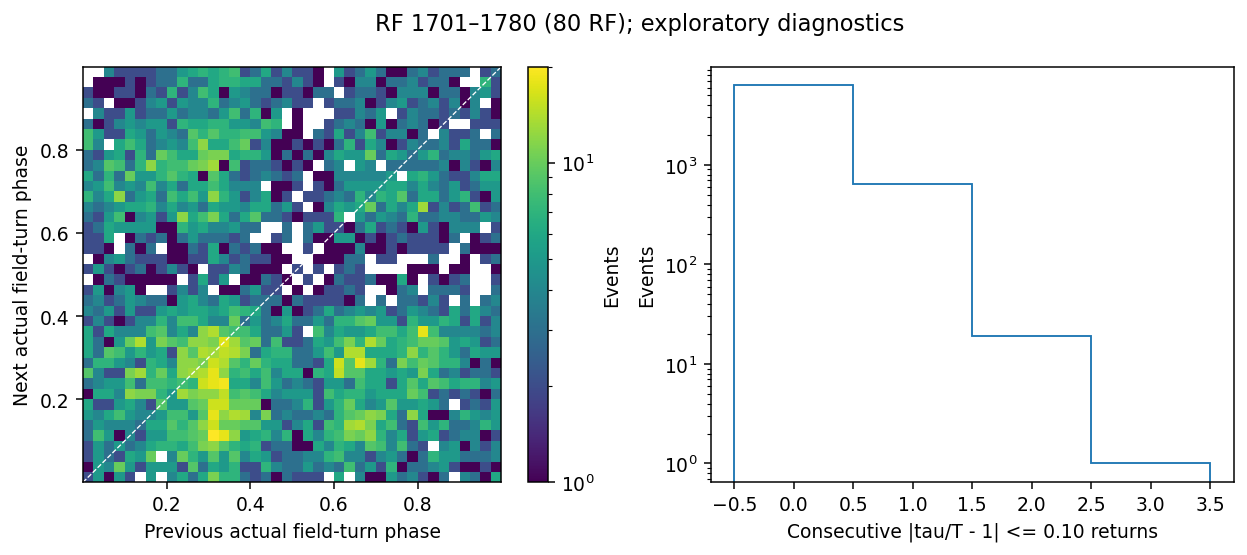 RF 1701–1780 (80 RF); exploratory diagnostics
Next actual field-turn phase
0.8
0.6
0.4
0.2
0.2 0.4 0.6 0.8
Previous actual field-turn phase
10¹
10⁰
Events
Events
10³
10²
10¹
10⁰
−0.5 0.0 0.5 1.0 1.5 2.0 2.5 3.0 3.5
Consecutive |tau/T - 1| <= 0.10 returns